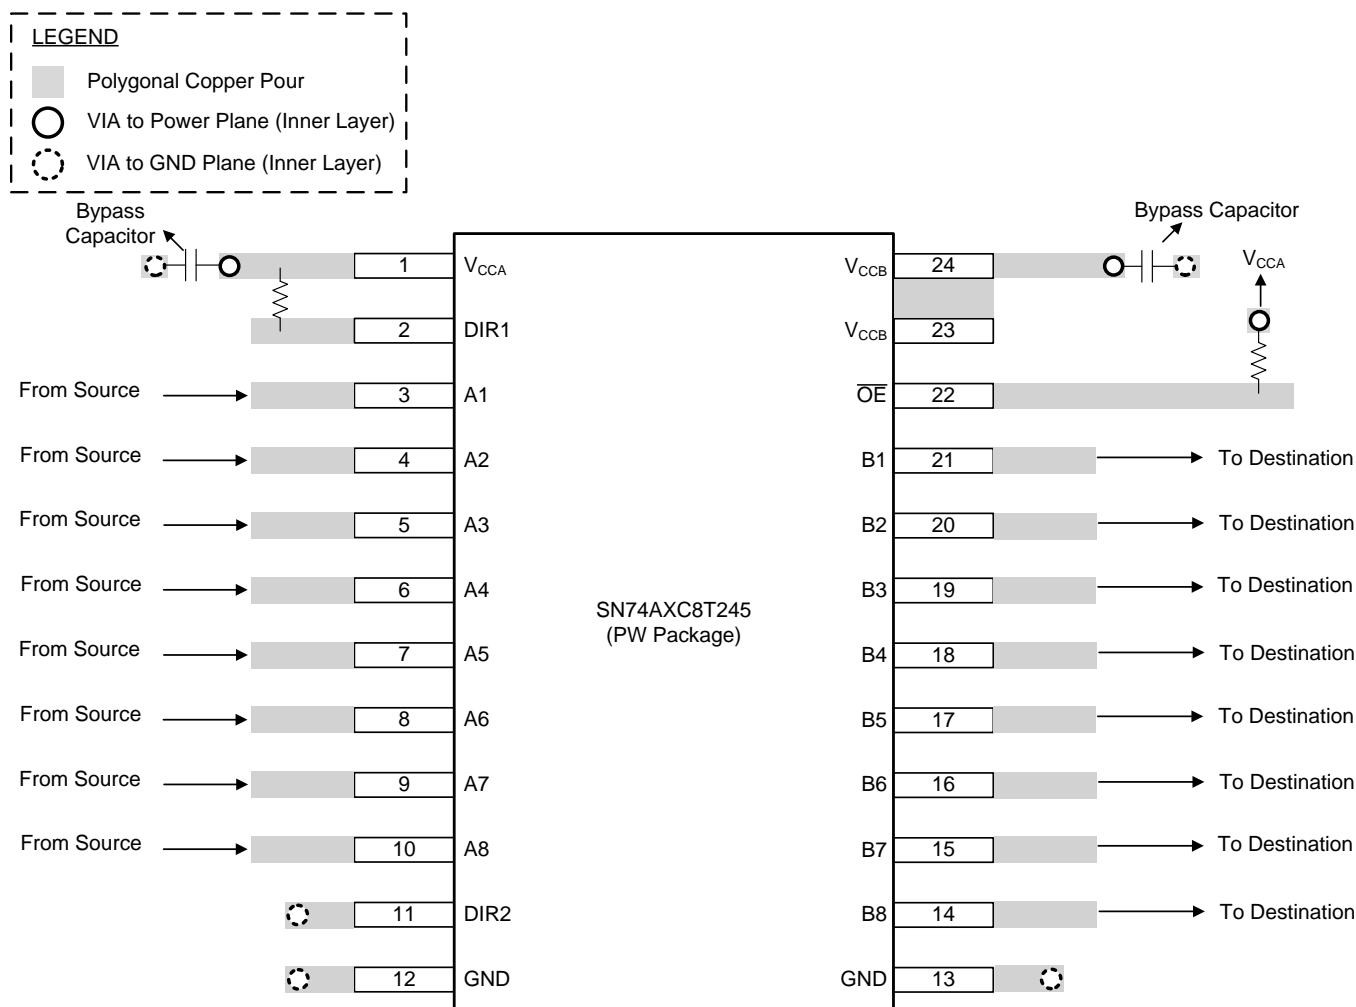 LEGEND
Polygonal Copper Pour
VIA to Power Plane (Inner Layer)
VIA to GND Plane (Inner Layer)
Bypass
Capacitor
Bypass Capacitor
VCCA
1 VCCA
VCCB 24
2 DIR1
VCCB 23
From Source 3 A1
OE 22
From Source 4 A2
B1 21 To Destination
From Source 5 A3
B2 20 To Destination
From Source 6 A4
B3 19 To Destination
SN74AXC8T245
(PW Package)
From Source 7 A5
B4 18 To Destination
From Source 8 A6
B5 17 To Destination
From Source 9 A7
B6 16 To Destination
From Source 10 A8
B7 15 To Destination
11 DIR2
B8 14 To Destination
12 GND
GND 13